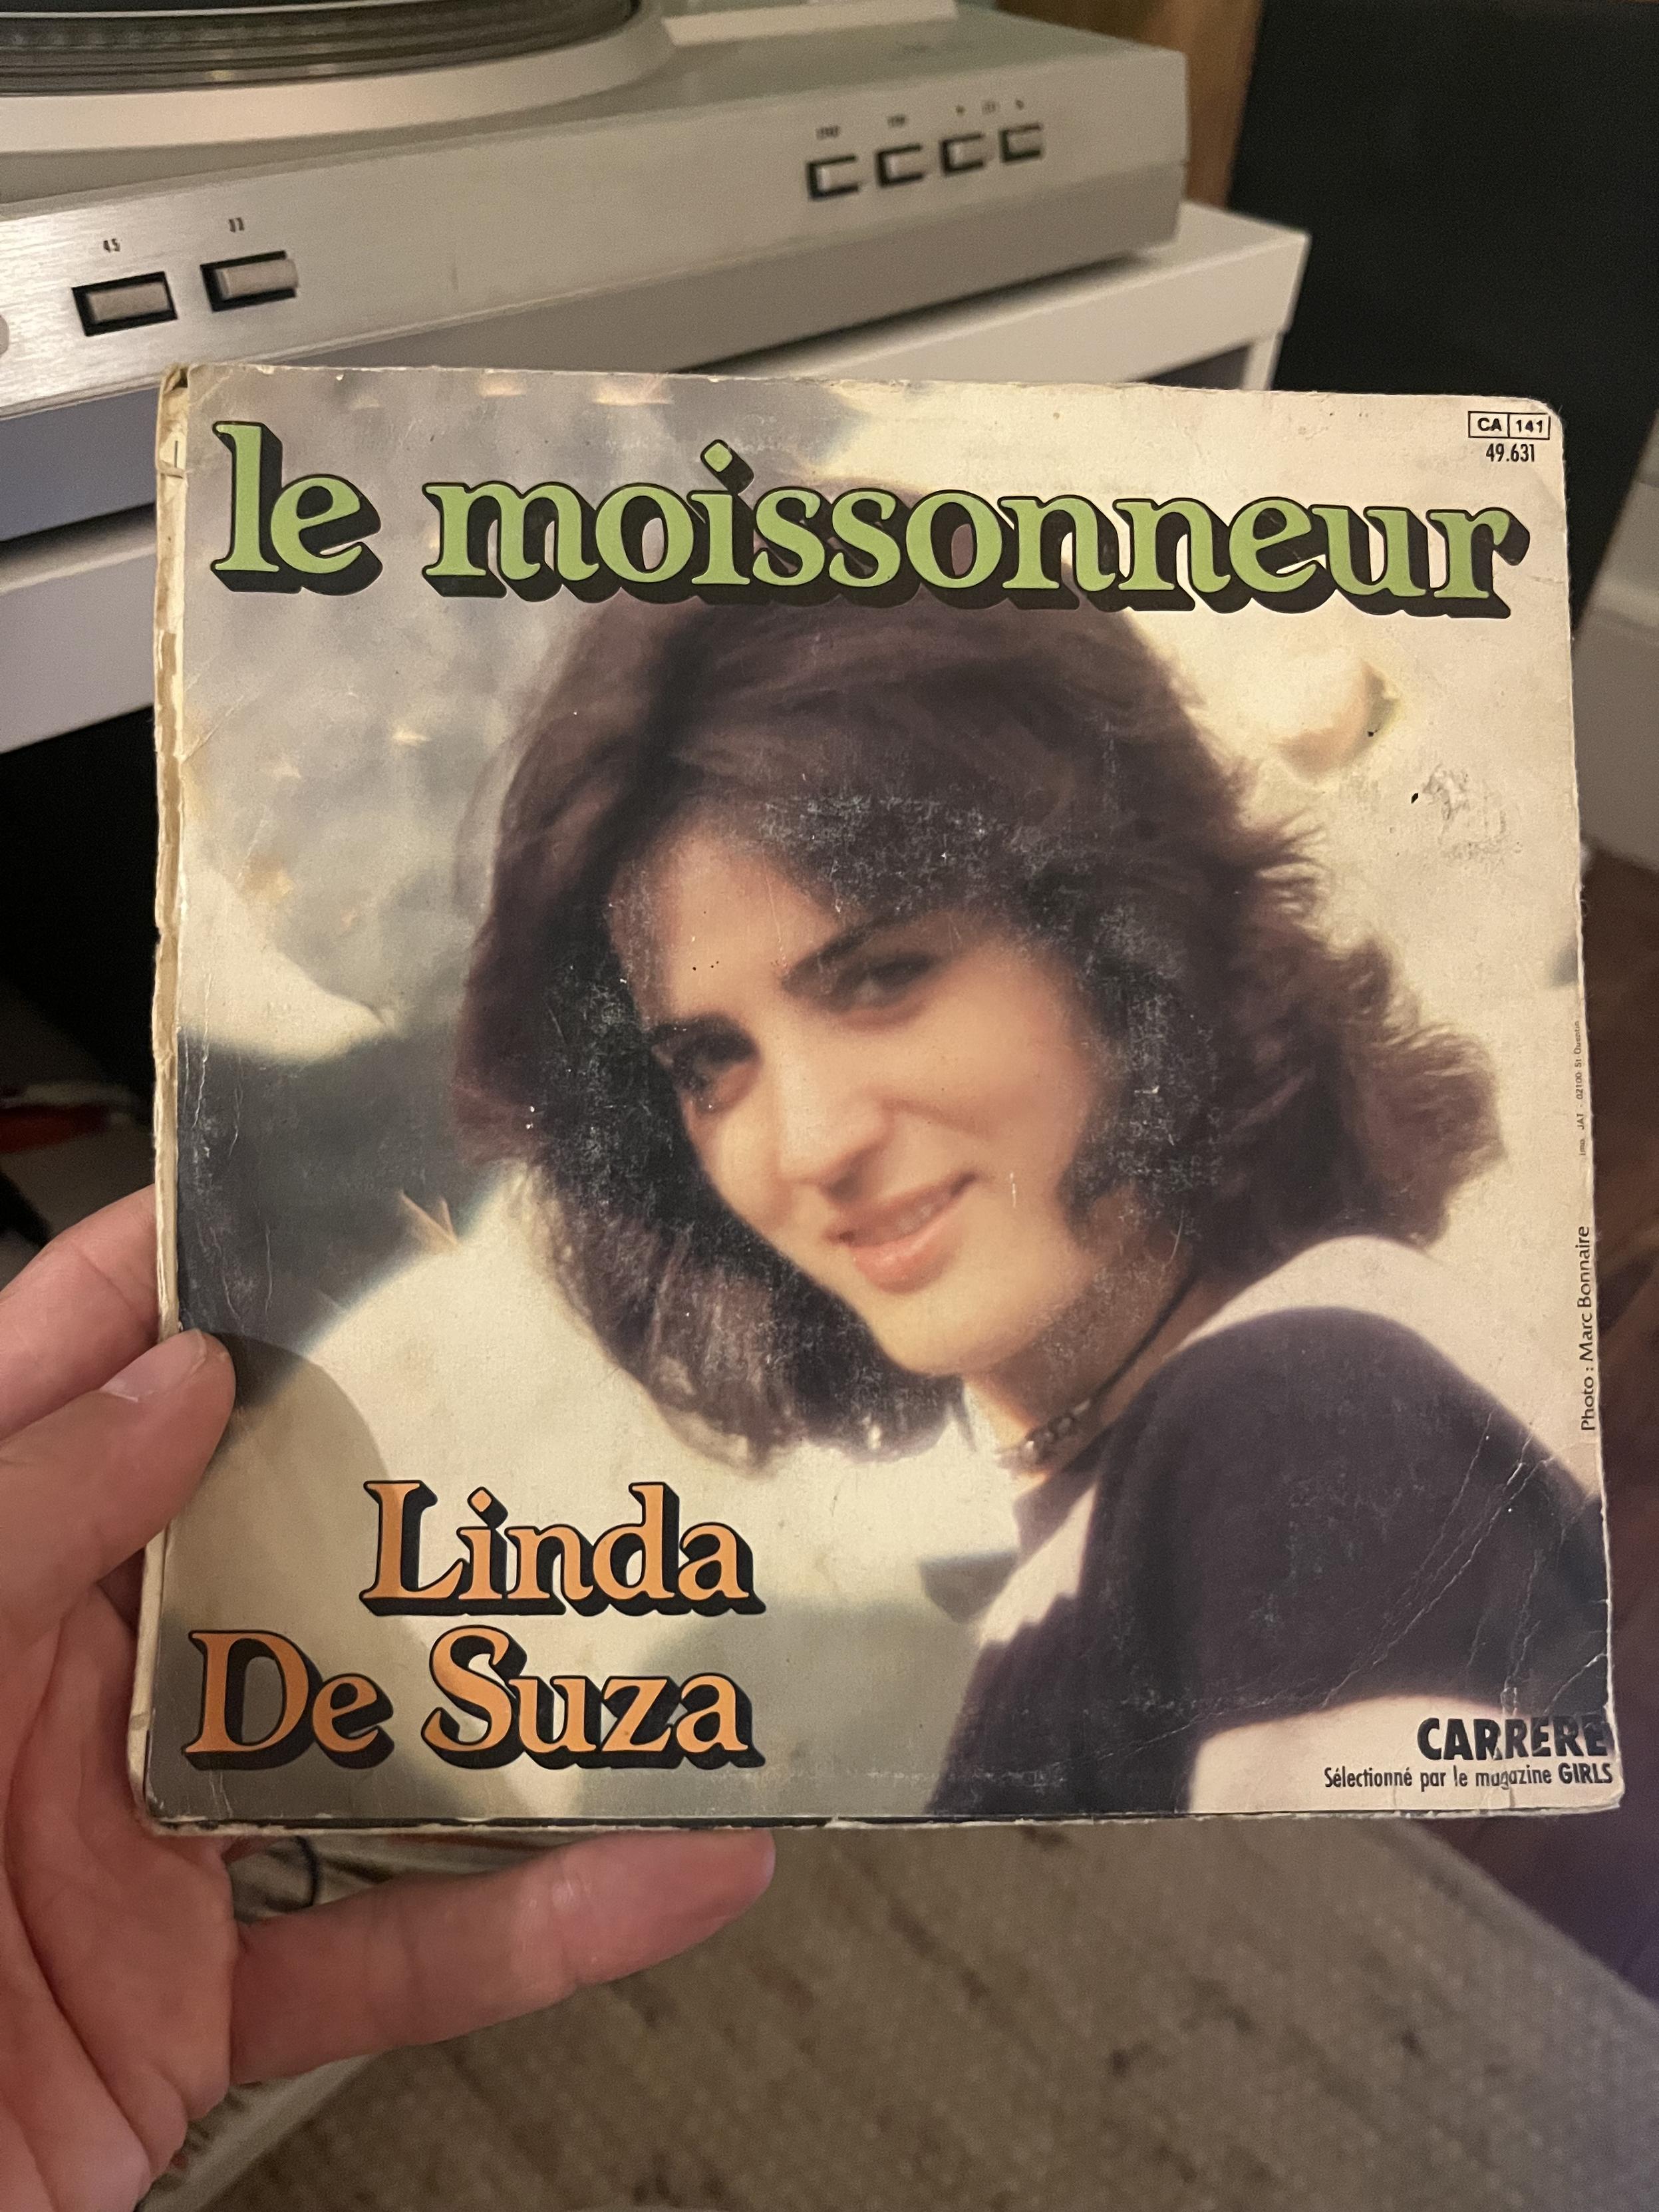 45
33
CA 141
49.631
le moissonneur
Photo : Marc Bonnaire
Linda
De Suza
CARRERE
Sélectionné par le magazine GIRLS